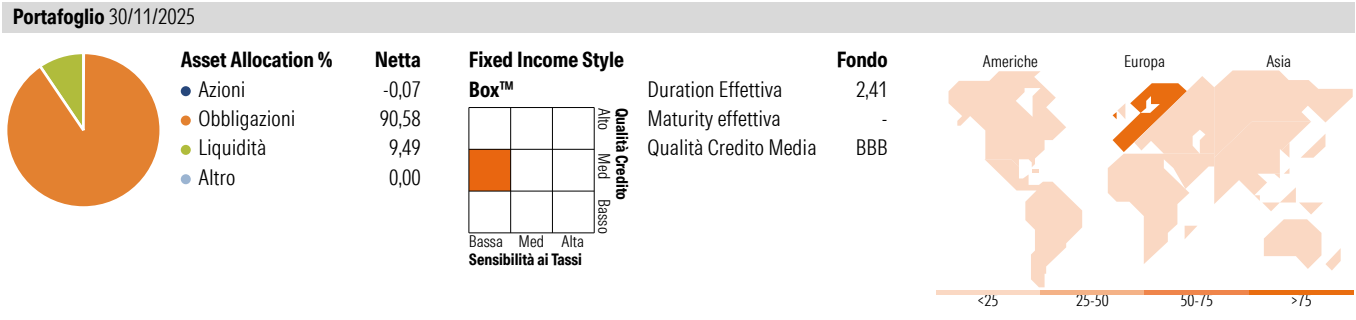 Portafoglio 30/11/2025
Asset Allocation % Netta
Azioni -0,07
Obbligazioni 90,58
Liquidità 9,49
Altro 0,00
Fixed Income Style
Box™
Alto Med Basso
Qualità Credito
Bassa Med Alta
Sensibilità ai Tassi
Fondo
Duration Effettiva 2,41
Maturity effettiva -
Qualità Credito Media BBB
Americhe Europa Asia
<25 25-50 50-75 >75